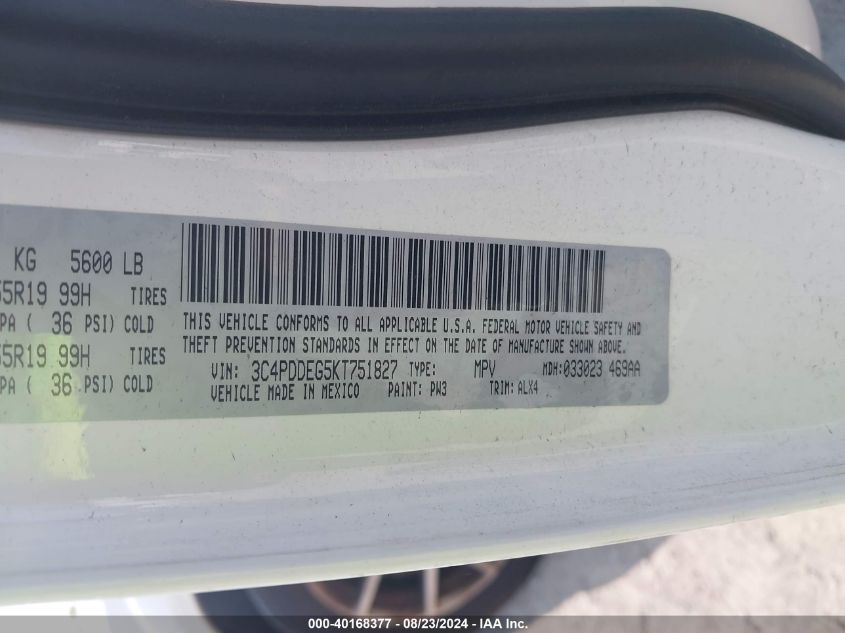 KG 5600 LB
55R19 99H TIRES
PA ( 36 PSI) COLD
55R19 99H TIRES
PA ( 36 PSI) COLD
THIS VEHICLE CONFORMS TO ALL APPLICABLE U.S.A. FEDERAL MOTOR VEHICLE SAFETY AND
THEFT PREVENTION STANDARDS IN EFFECT ON THE DATE OF MANUFACTURE SHOWN ABOVE.
VIN: 3C4PDDEG5KT751827 TYPE: MPV MDH:033023 469AA
VEHICLE MADE IN MEXICO PAINT: PW3 TRIM: ALX4
000-40168377 - 08/23/2024 - IAA Inc.